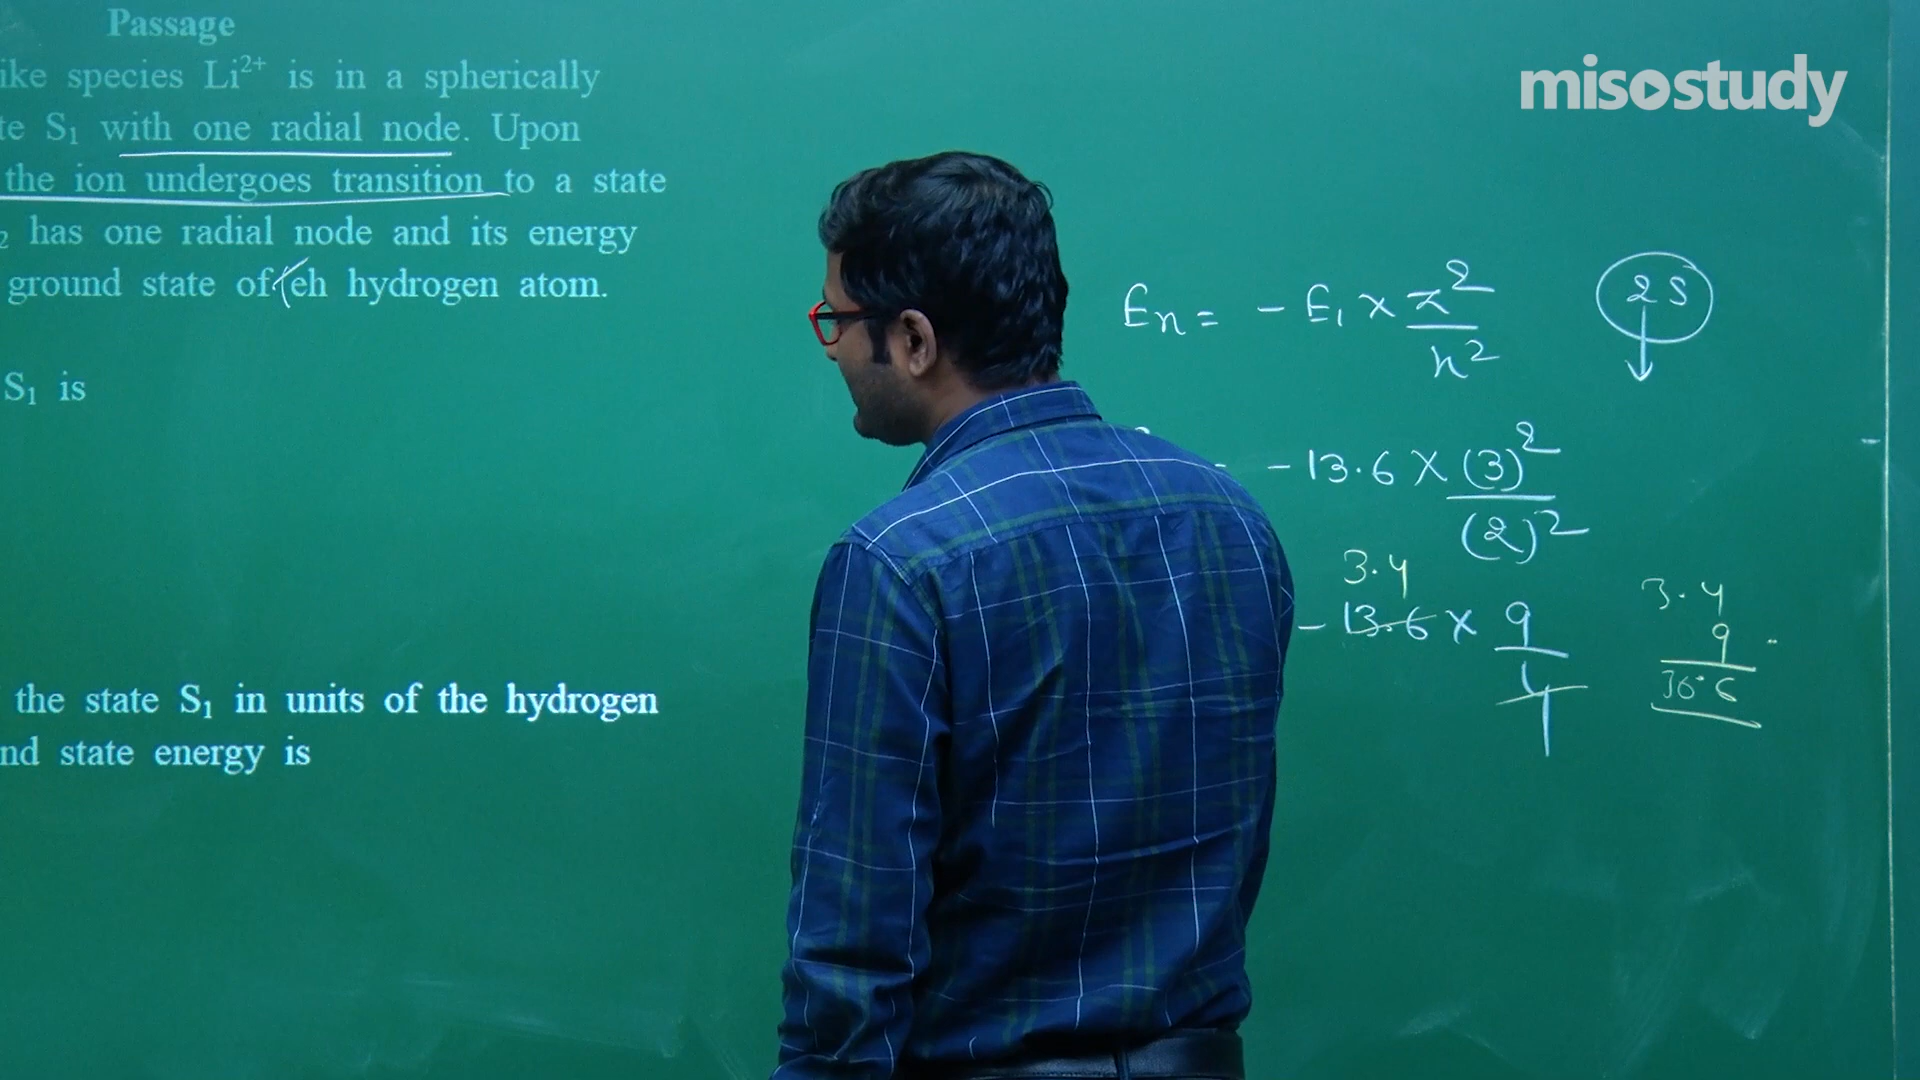 Passage
ike species Li²⁺ is in a spherically
te S₁ with one radial node. Upon
the ion undergoes transition to a state
₂ has one radial node and its energy
ground state of eh hydrogen atom.
S₁ is
the state S₁ in units of the hydrogen
nd state energy is
misostudy
En = - E₁ × z² / n²
2S
- 13.6 × (3)² / (2)²
3.4
- 13.6 × 9 / 4
1
3.4
9
30.6